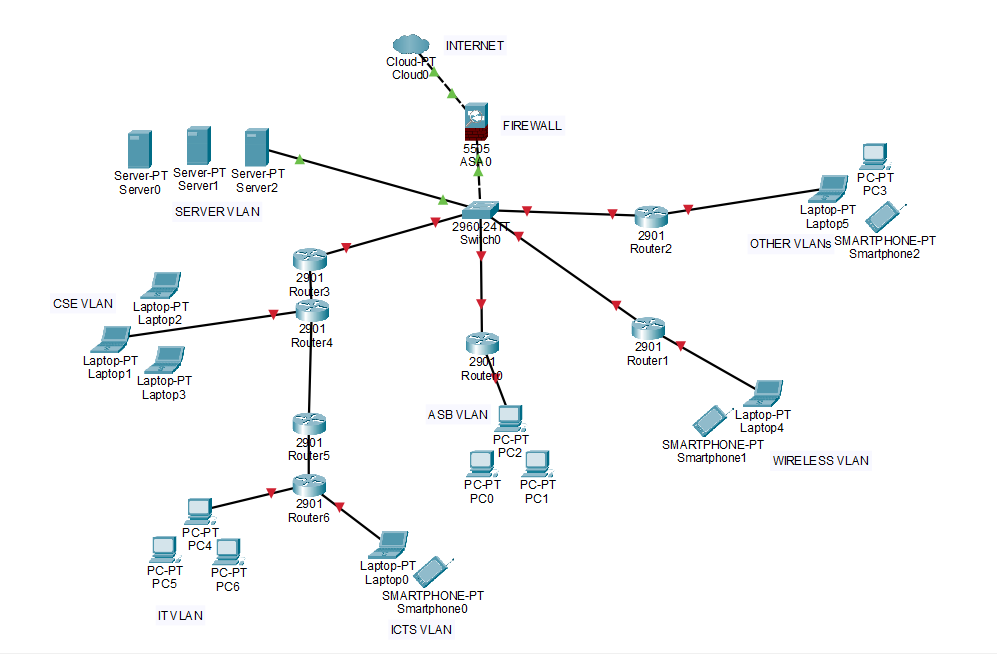 INTERNET
Cloud-PT
Cloud0
FIREWALL
5505
ASA0
Server-PT
Server0
Server-PT
Server1
Server-PT
Server2
SERVER VLAN
PC-PT
PC3
Laptop-PT
Laptop5
OTHER VLANs
SMARTPHONE-PT
Smartphone2
2960-24TT
Switch0
2901
Router2
2901
Router3
CSE VLAN
Laptop-PT
Laptop2
2901
Router4
Laptop-PT
Laptop1
Laptop-PT
Laptop3
2901
Router0
2901
Router1
ASB VLAN
PC-PT
PC2
Laptop-PT
Laptop4
SMARTPHONE-PT
Smartphone1
WIRELESS VLAN
2901
Router5
PC-PT
PC0
PC-PT
PC1
2901
Router6
PC-PT
PC4
PC-PT
PC5
PC-PT
PC6
Laptop-PT
Laptop0
SMARTPHONE-PT
Smartphone0
IT VLAN
ICTS VLAN